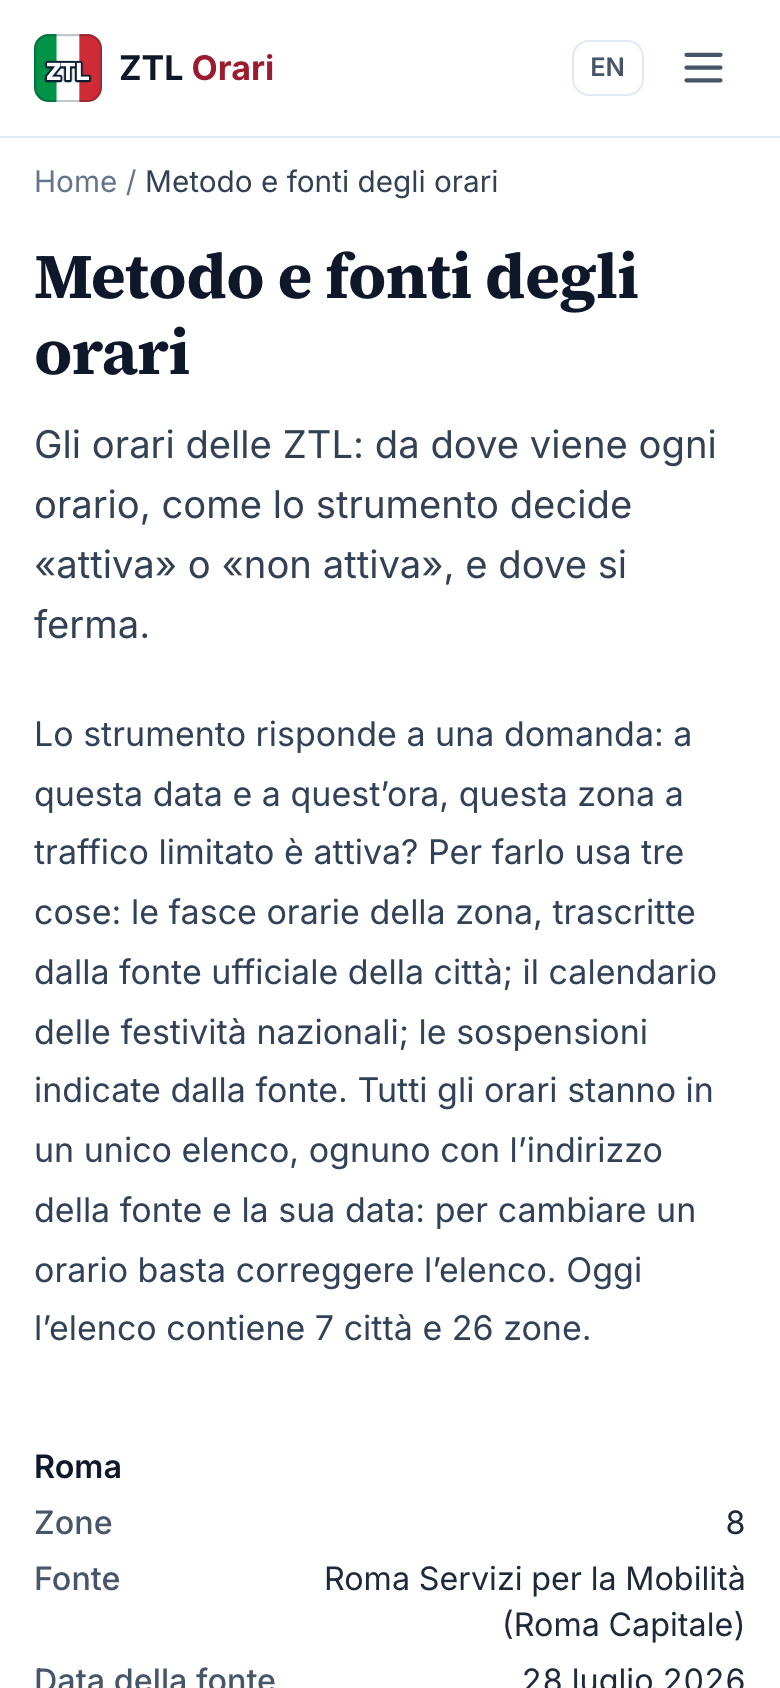 ZTL
ZTL Orari
EN
Home / Metodo e fonti degli orari
Metodo e fonti degli
orari
Gli orari delle ZTL: da dove viene ogni
orario, come lo strumento decide
«attiva» o «non attiva», e dove si
ferma.
Lo strumento risponde a una domanda: a
questa data e a quest’ora, questa zona a
traffico limitato è attiva? Per farlo usa tre
cose: le fasce orarie della zona, trascritte
dalla fonte ufficiale della città; il calendario
delle festività nazionali; le sospensioni
indicate dalla fonte. Tutti gli orari stanno in
un unico elenco, ognuno con l’indirizzo
della fonte e la sua data: per cambiare un
orario basta correggere l’elenco. Oggi
l’elenco contiene 7 città e 26 zone.
Roma
Zone 8
Fonte Roma Servizi per la Mobilità
(Roma Capitale)
Data della fonte 28 luglio 2026